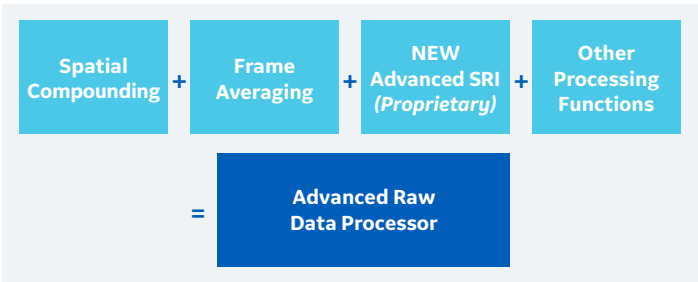 Spatial
Compounding
+
Frame
Averaging
+
NEW
Advanced SRI
(Proprietary)
+
Other
Processing
Functions
=
Advanced Raw
Data Processor